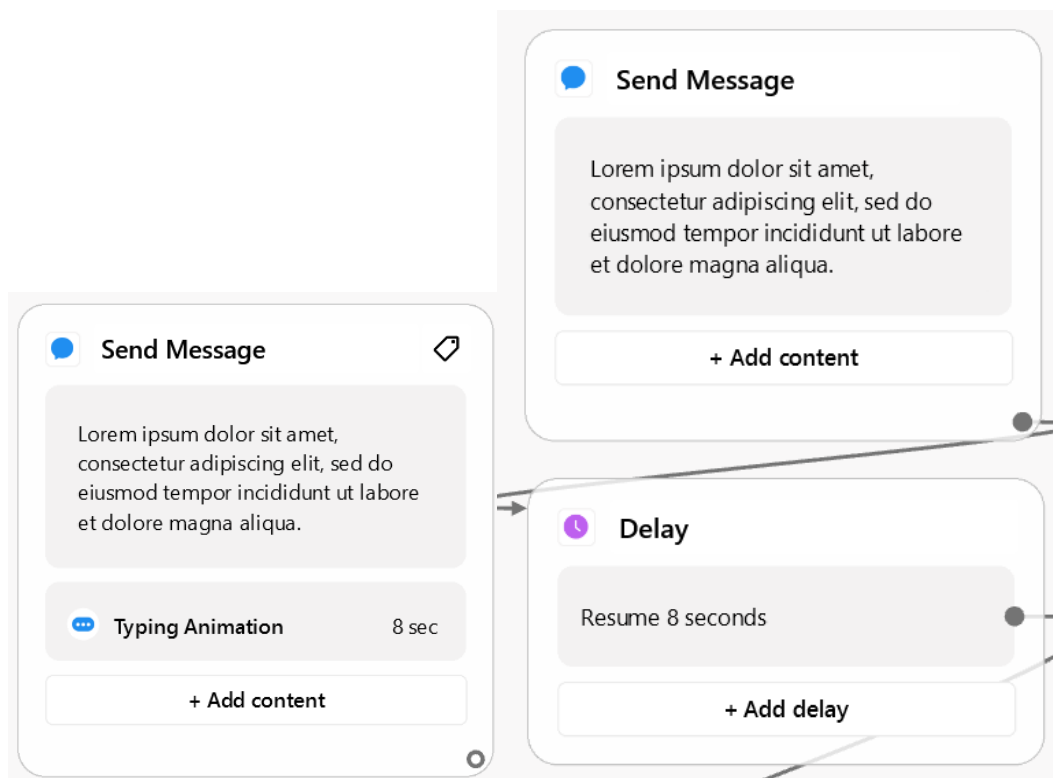 Send Message
Lorem ipsum dolor sit amet,
consectetur adipiscing elit, sed do
eiusmod tempor incididunt ut labore
et dolore magna aliqua.
Typing Animation 8 sec
+ Add content
Send Message
Lorem ipsum dolor sit amet,
consectetur adipiscing elit, sed do
eiusmod tempor incididunt ut labore
et dolore magna aliqua.
+ Add content
Delay
Resume 8 seconds
+ Add delay